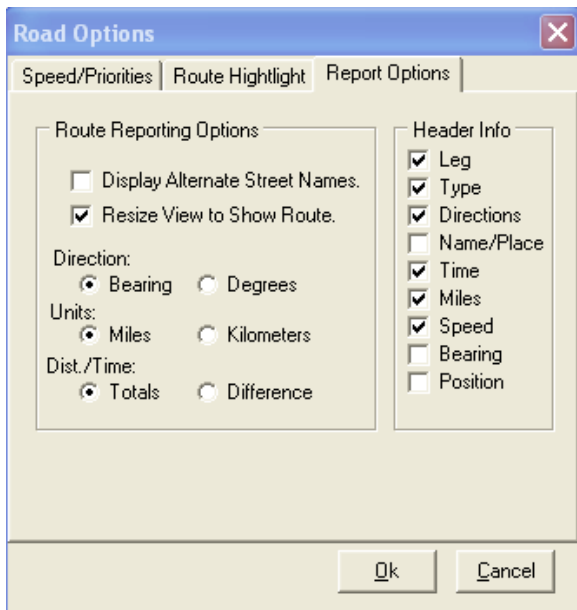 Road Options
Speed/Priorities Route Hightlight Report Options
Route Reporting Options
Display Alternate Street Names.
Resize View to Show Route.
Direction:
Bearing Degrees
Units:
Miles Kilometers
Dist./Time:
Totals Difference
Header Info
Leg
Type
Directions
Name/Place
Time
Miles
Speed
Bearing
Position
Ok Cancel